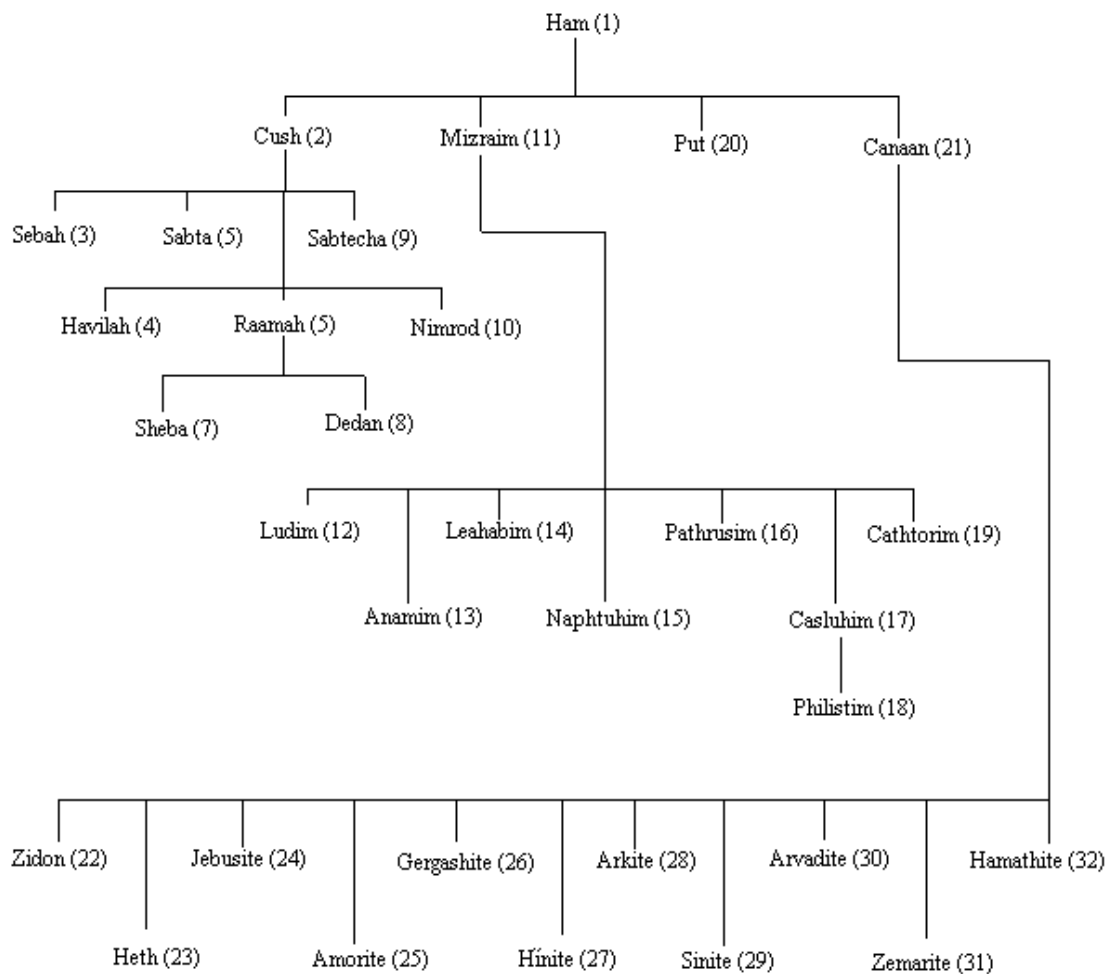 Ham (1)
Cush (2) Mizraim (11) Put (20) Canaan (21)
Sebah (3) Sabta (5) Sabtecha (9)
Havilah (4) Raamah (5) Nimrod (10)
Sheba (7) Dedan (8)
Ludim (12) Leahabim (14) Pathrusim (16) Cathtorim (19)
Anamim (13) Naphtuhim (15) Casluhim (17)
Philistim (18)
Zidon (22) Jebusite (24) Gergashite (26) Arkite (28) Arvadite (30) Hamathite (32)
Heth (23) Amorite (25) Hinite (27) Sinite (29) Zemarite (31)